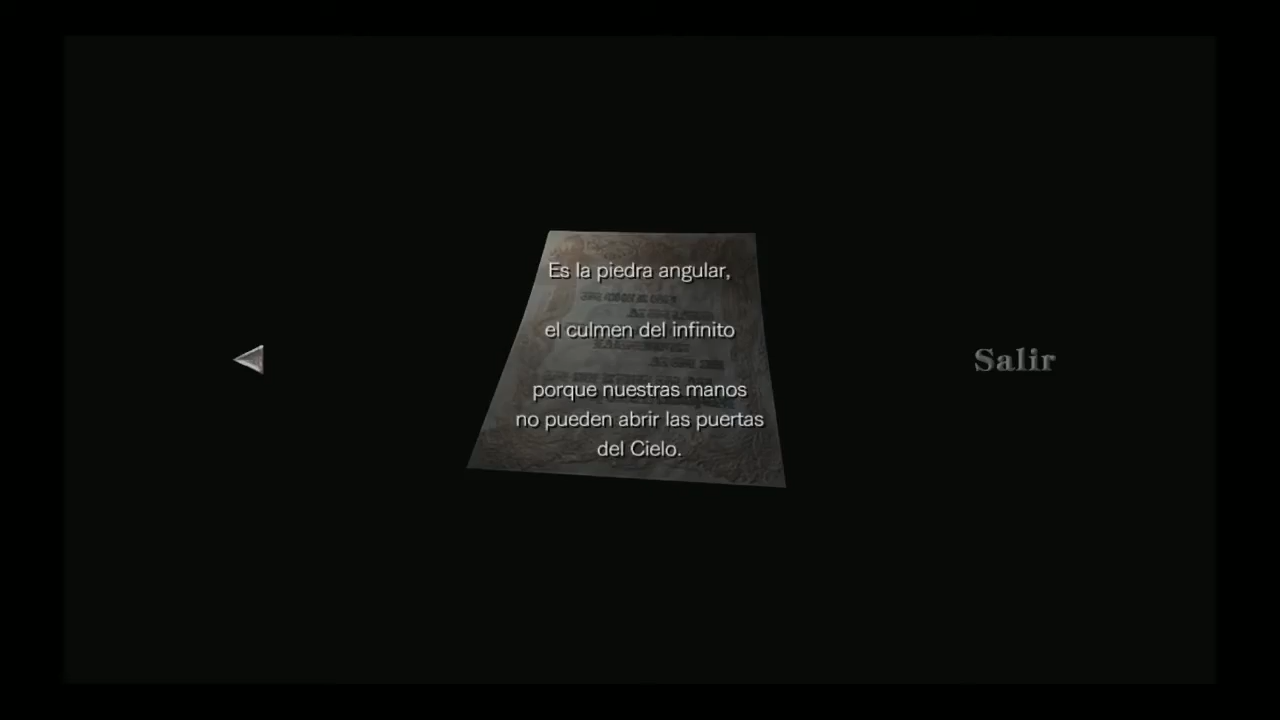 Es la piedra angular,
el culmen del infinito
Salir
porque nuestras manos
no pueden abrir las puertas
del Cielo.